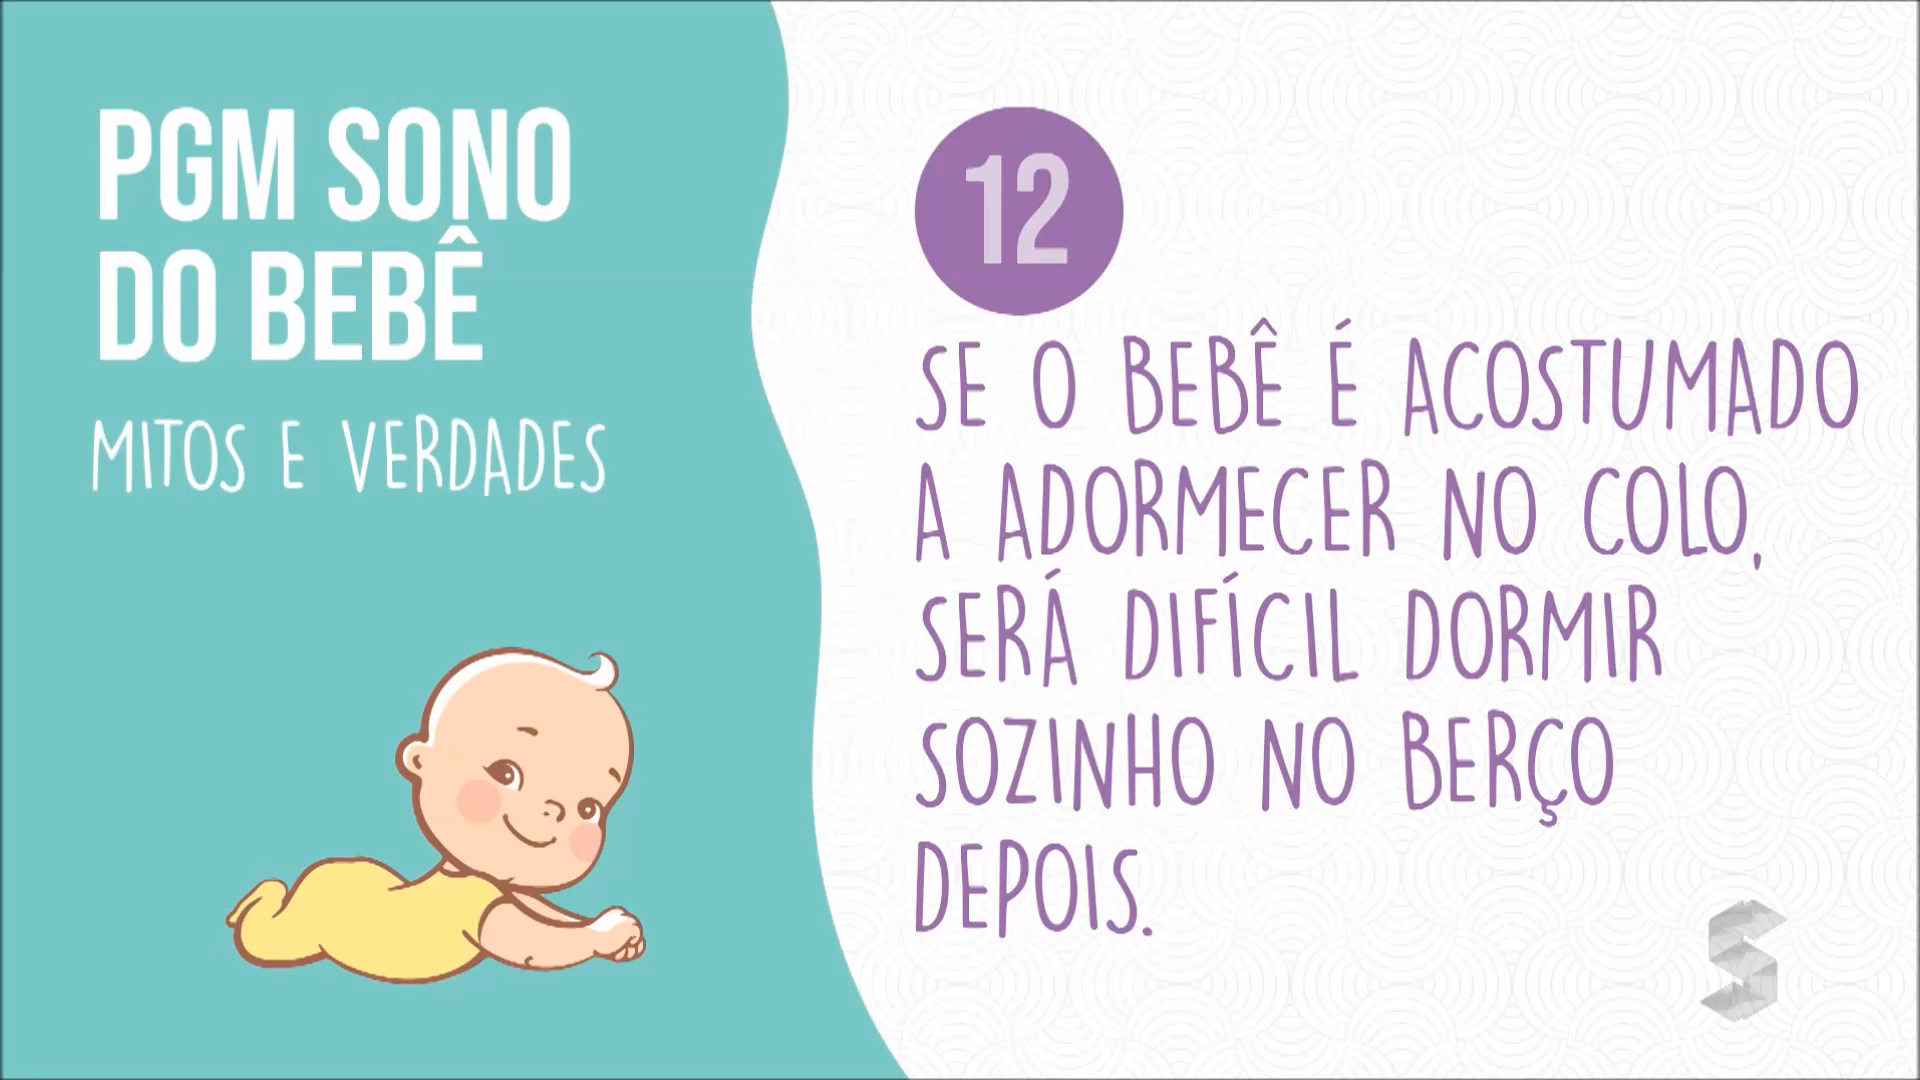 PGM SONO
DO BEBÊ
MITOS E VERDADES
12
SE O BEBÊ É ACOSTUMADO
A ADORMECER NO COLO,
SERÁ DIFÍCIL DORMIR
SOZINHO NO BERÇO
DEPOIS.
S